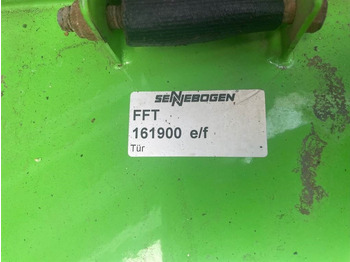 SENNEBOGEN
FFT
161900 e/f
Tür